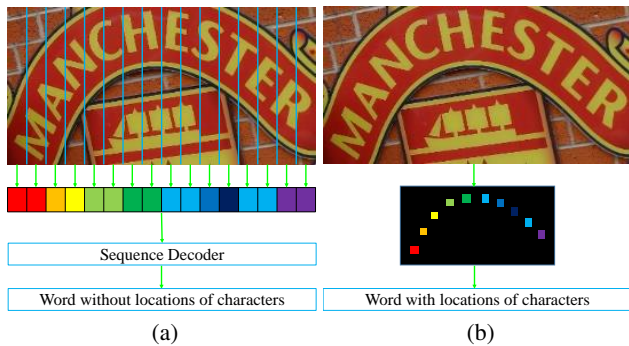 MANCHESTER
MANCHESTER
Sequence Decoder
Word without locations of characters
Word with locations of characters
(a)
(b)